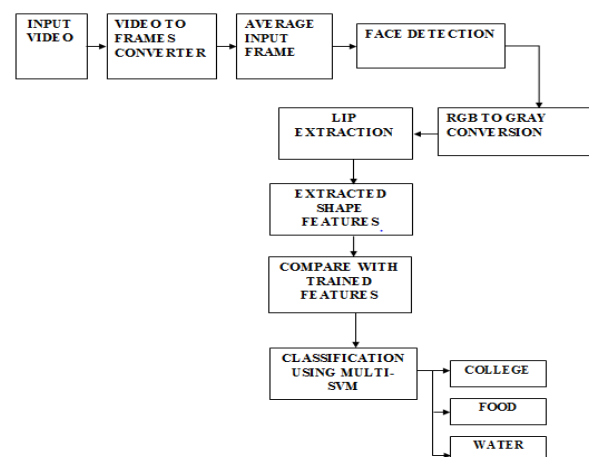 INPUT
VIDEO
VIDEO TO
FRAMES
CONVERTER
AVERAGE
INPUT
FRAME
FACE DETECTION
RGB TO GRAY
CONVERSION
LIP
EXTRACTION
EXTRACTED
SHAPE
FEATURES
COMPARE WITH
TRAINED
FEATURES
CLASSIFICATION
USING MULTI-
SVM
COLLEGE
FOOD
WATER